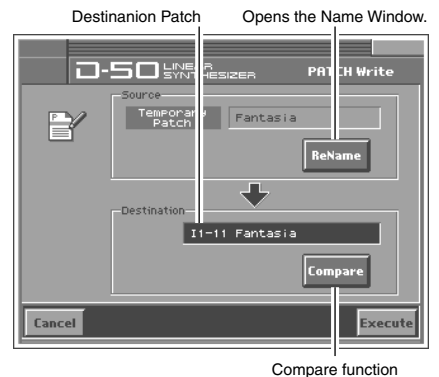 Destinanion Patch
Opens the Name Window.
D-50 LINEAR SYNTHESIZER
PATCH Write
Source
P
Temporary Patch
Fantasia
ReName
Destination
I1-11 Fantasia
Compare
Cancel
Execute
Compare function